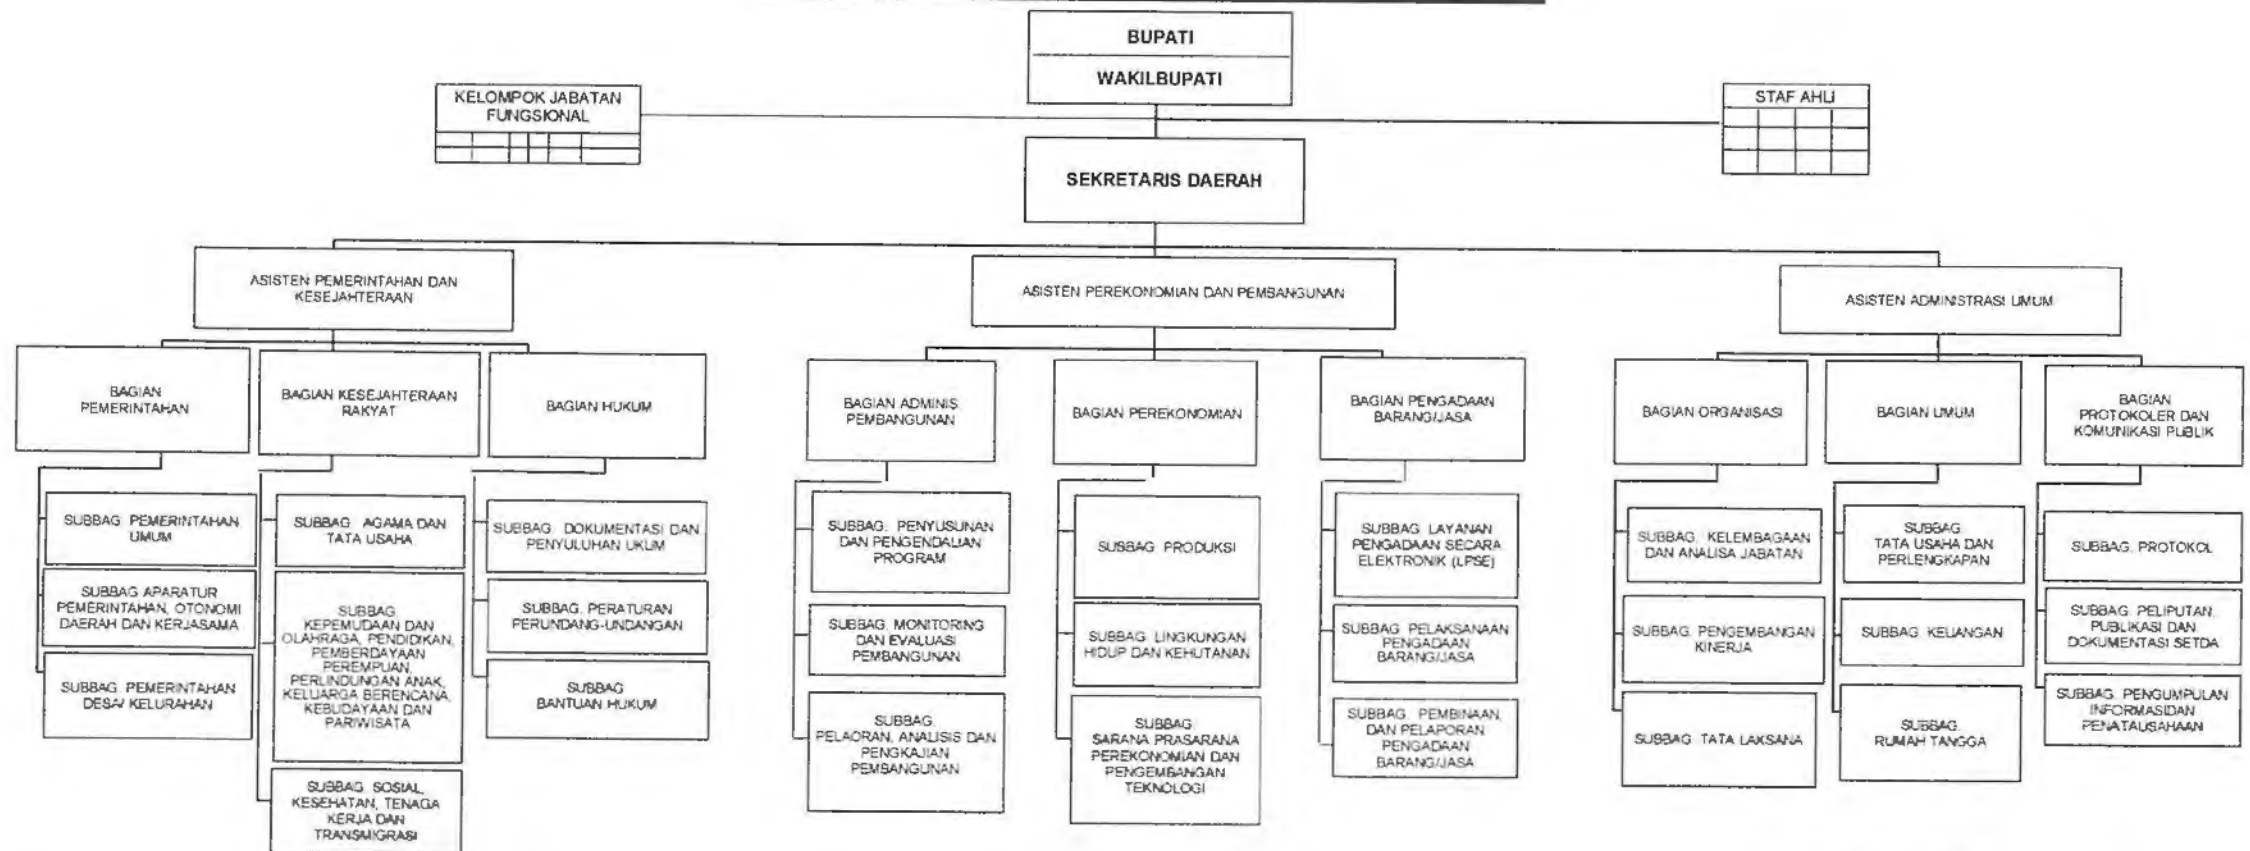 BUPATI
WAKILBUPATI
KELOMPOK JABATAN
FUNGSIONAL
STAF AHLI
SEKRETARIS DAERAH
ASISTEN PEMERINTAHAN DAN
KESEJAHTERAAN
ASISTEN PEREKONOMIAN DAN PEMBANGUNAN
ASISTEN ADMINISTRASI UMUM
BAGIAN
PEMERINTAHAN
BAGIAN KESEJAHTERAAN
RAKYAT
BAGIAN HUKUM
BAGIAN ADMINIS.
PEMBANGUNAN
BAGIAN PEREKONOMIAN
BAGIAN PENGADAAN
BARANG/JASA
BAGIAN ORGANISASI
BAGIAN UMUM
BAGIAN
PROTOKOLER DAN
KOMUNIKASI PUBLIK
SUBBAG. PEMERINTAHAN
UMUM
SUBBAG APARATUR
PEMERINTAHAN, OTONOMI
DAERAH DAN KERJASAMA
SUBBAG. PEMERINTAHAN
DESA/ KELURAHAN
SUBBAG. AGAMA DAN
TATA USAHA
SUBBAG.
KEPEMUDAAN DAN
OLAHRAGA, PENDIDIKAN,
PEMBERDAYAAN
PEREMPUAN,
PERLINDUNGAN ANAK,
KELUARGA BERENCANA,
KEBUDAYAAN DAN
PARIWISATA
SUBBAG. SOSIAL,
KESEHATAN, TENAGA
KERJA DAN
TRANSMIGRASI
SUBBAG. DOKUMENTASI DAN
PENYULUHAN UKUM
SUBBAG. PERATURAN
PERUNDANG-UNDANGAN
SUBBAG.
BANTUAN HUKUM
SUBBAG. PENYUSUNAN
DAN PENGENDALIAN
PROGRAM
SUBBAG. MONITORING
DAN EVALUASI
PEMBANGUNAN
SUBBAG.
PELAORAN, ANALISIS DAN
PENGKAJIAN
PEMBANGUNAN
SUBBAG. PRODUKSI
SUBBAG. LINGKUNGAN
HIDUP DAN KEHUTANAN
SUBBAG.
SARANA PRASARANA
PEREKONOMIAN DAN
PENGEMBANGAN
TEKNOLOGI
SUBBAG. LAYANAN
PENGADAAN SECARA
ELEKTRONIK (LPSE)
SUBBAG. PELAKSANAAN
PENGADAAN
BARANG/JASA
SUBBAG. PEMBINAAN,
DAN PELAPORAN
PENGADAAN
BARANG/JASA
SUBBAG. KELEMBAGAAN
DAN ANALISA JABATAN
SUBBAG. PENGEMBANGAN
KINERJA
SUBBAG. TATA LAKSANA
SUBBAG.
TATA USAHA DAN
PERLENGKAPAN
SUBBAG. KEUANGAN
SUBBAG.
RUMAH TANGGA
SUBBAG. PROTOKOL
SUBBAG. PELIPUTAN,
PUBLIKASI DAN
DOKUMENTASI SETDA
SUBBAG. PENGUMPULAN
INFORMASIDAN
PENATAUSAHAAN